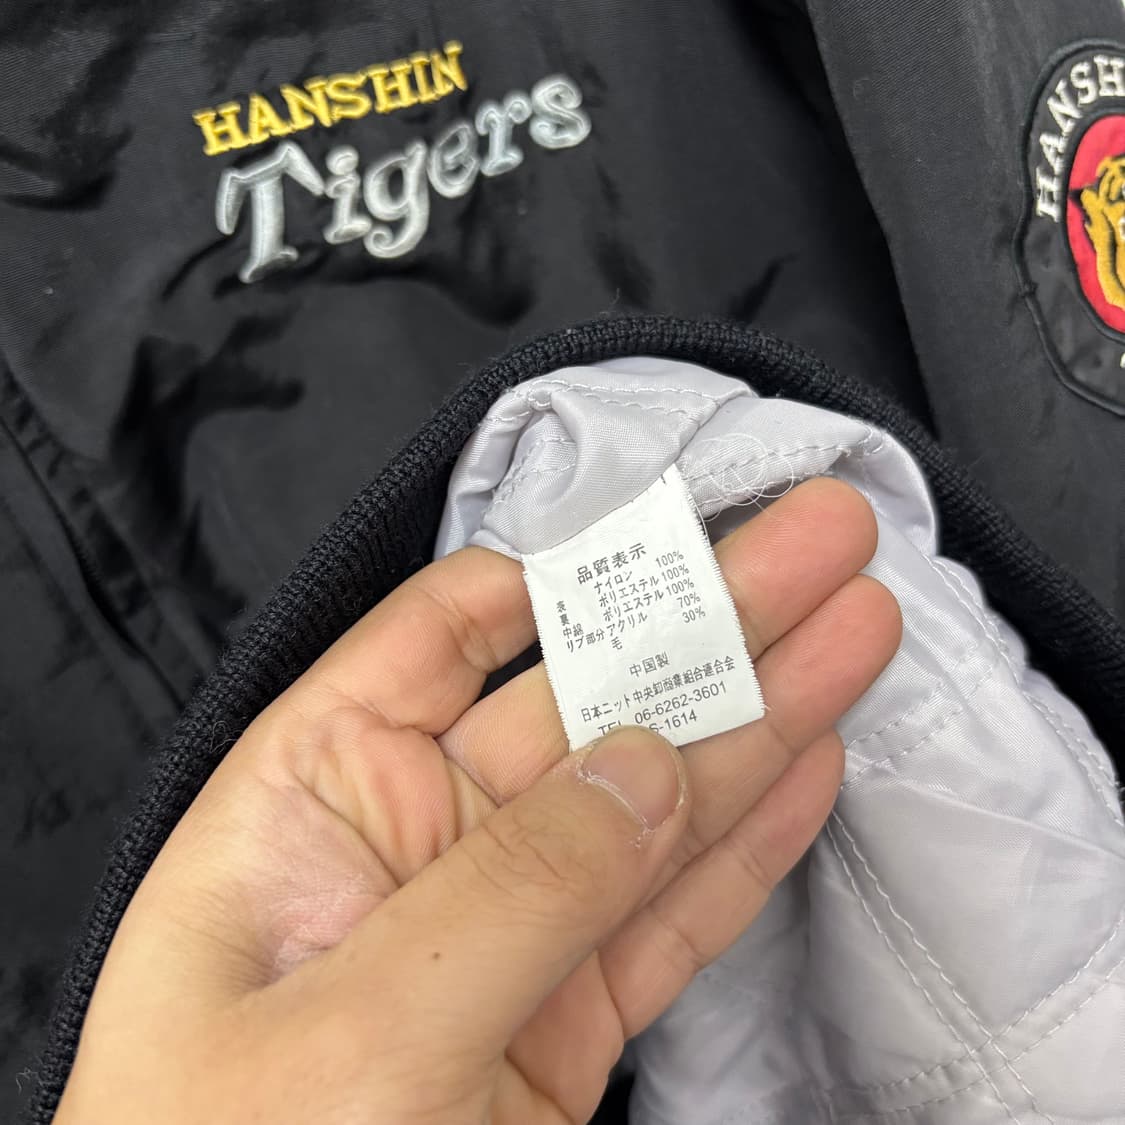 HANSHIN
Tigers
HANSH
品質表示
表 ナイロン 100%
裏 ポリエステル 100%
中綿 ポリエステル 100%
リブ部分 アクリル 70%
毛 30%
中国製
日本ニット中央卸商業組合連合会
TEL 06-6262-3601
S-1614